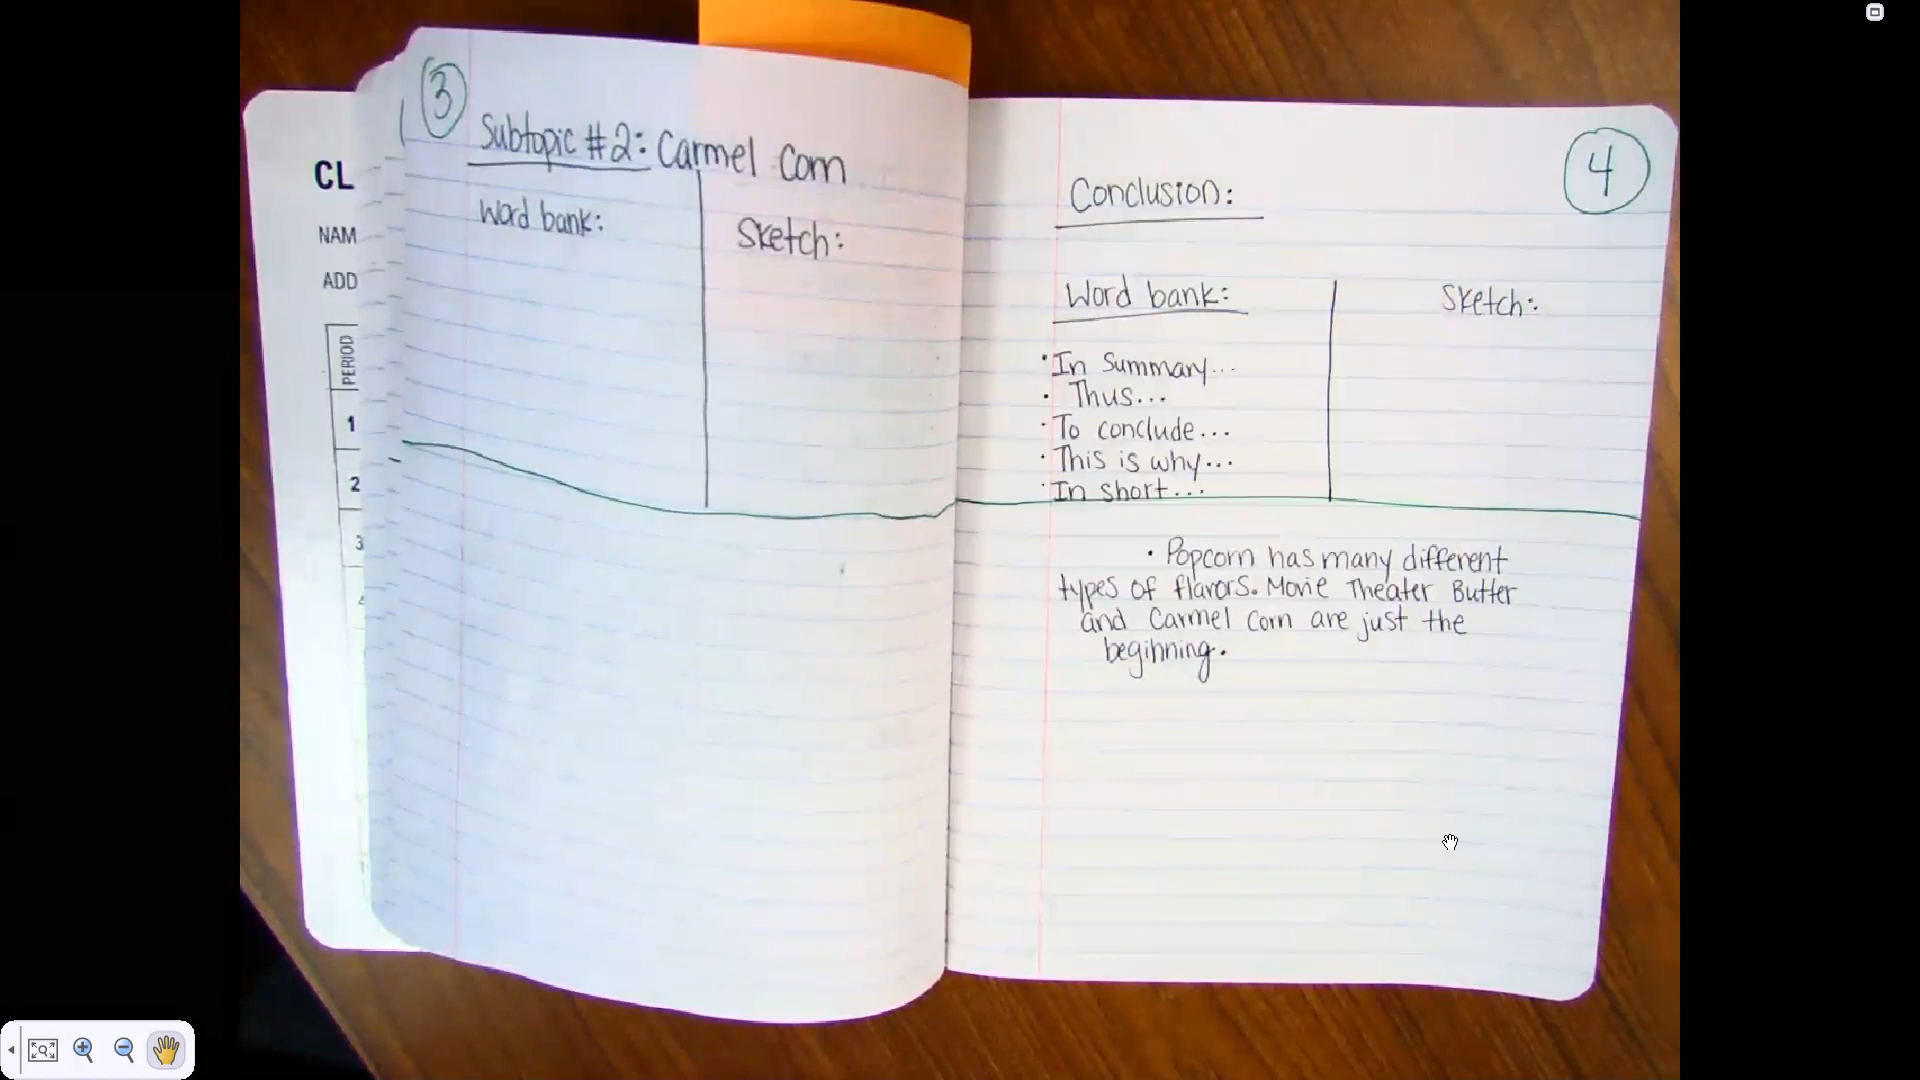 3
Subtopic #2: Carmel Corn
Word bank:
Sketch:
CL
NAM
ADD
PERIOD
1
2
3
4
Conclusion:
Word bank:
Sketch:
· In Summary...
· Thus...
· To conclude...
· This is why...
· In short...
· Popcorn has many different
types of flavors. Movie Theater Butter
and Carmel Corn are just the
beginning.